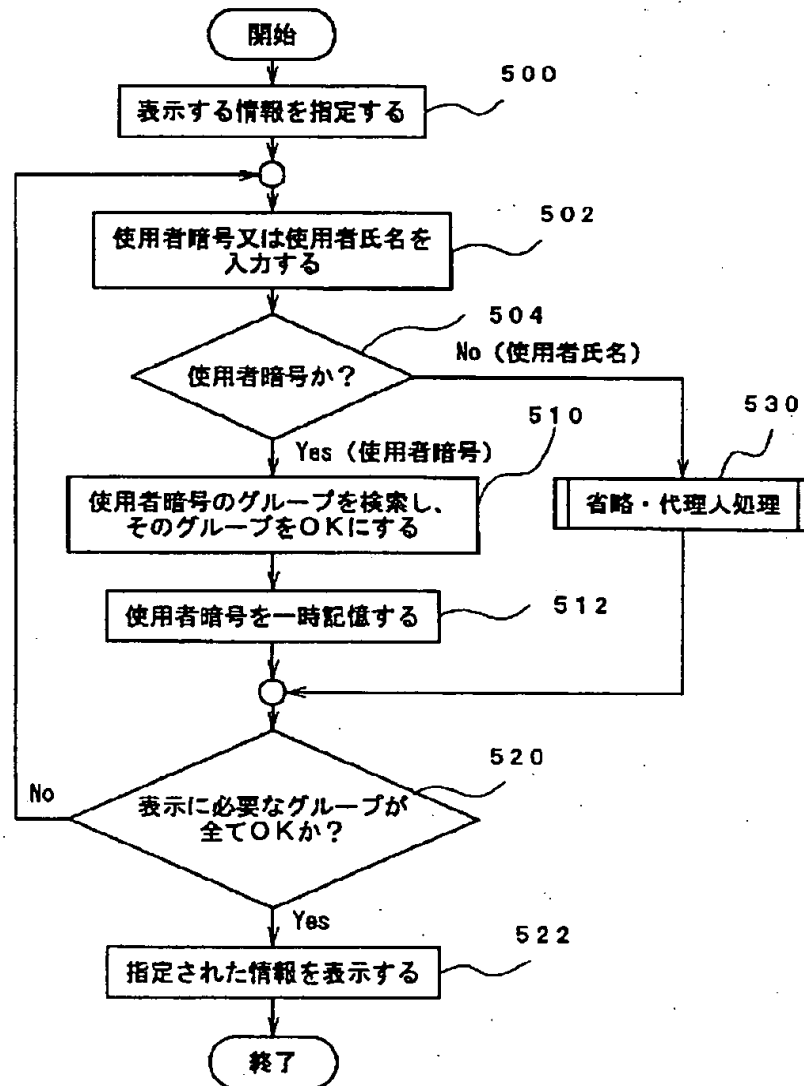 開始
500
表示する情報を指定する
502
使用者暗号又は使用者氏名を
入力する
504
No (使用者氏名)
使用者暗号か?
510
530
Yes (使用者暗号)
使用者暗号のグループを検索し、
そのグループをOKにする
省略・代理人処理
使用者暗号を一時記憶する
512
520
No
表示に必要なグループが
全てOKか?
Yes
522
指定された情報を表示する
終了